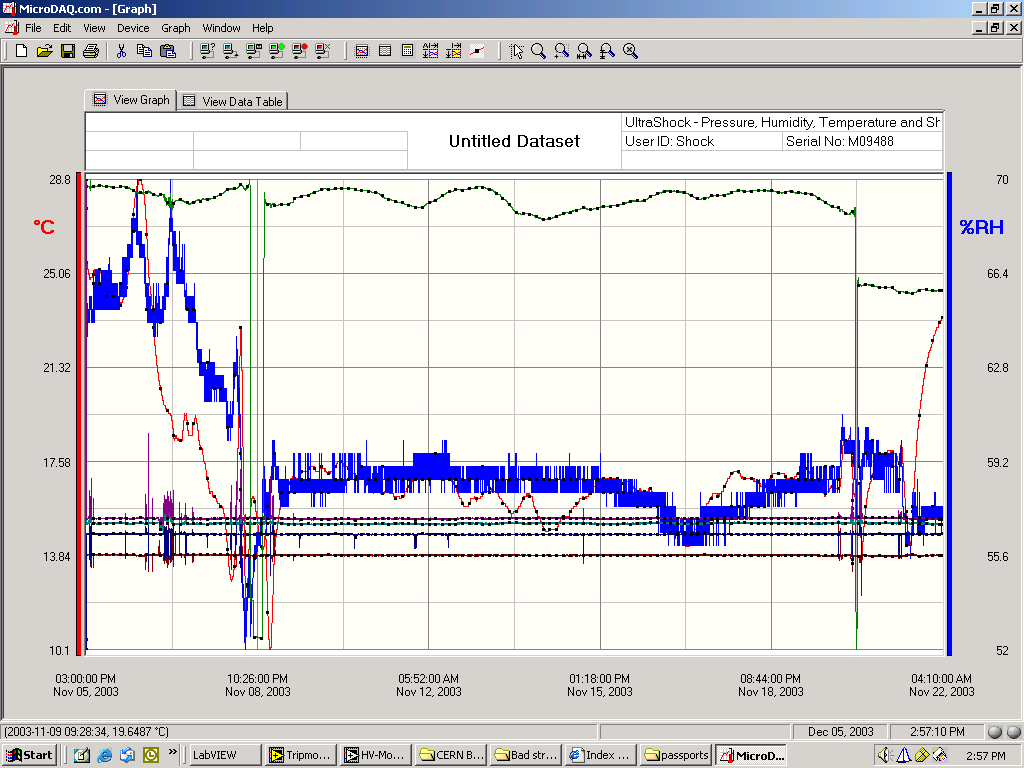 MicroDAQ.com - [Graph]
File Edit View Device Graph Window Help
View Graph View Data Table
Untitled Dataset
UltraShock - Pressure, Humidity, Temperature and Sh
User ID: Shock Serial No: M09488
28.8 70
°C %RH
25.06 66.4
21.32 62.8
17.58 59.2
13.84 55.6
10.1 52
03:00:00 PM 10:26:00 PM 05:52:00 AM 01:18:00 PM 08:44:00 PM 04:10:00 AM
Nov 05, 2003 Nov 08, 2003 Nov 12, 2003 Nov 15, 2003 Nov 18, 2003 Nov 22, 2003
(2003-11-09 09:28:34, 19.6487 °C) Dec 05, 2003 2:57:10 PM
Start » LabVIEW Tripmo... HV-Mo... CERN B... Bad str... Index ... passports MicroD... 2:57 PM